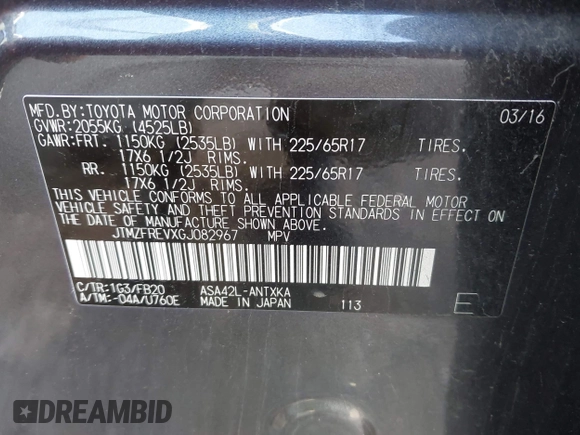 MFD.BY:TOYOTA MOTOR CORPORATION 03/16
GVWR:2055KG (4525LB)
GAWR:FRT. 1150KG (2535LB) WITH 225/65R17 TIRES.
17X6 1/2J RIMS.
RR. 1150KG (2535LB) WITH 225/65R17 TIRES.
17X6 1/2J RIMS.
THIS VEHICLE CONFORMS TO ALL APPLICABLE FEDERAL MOTOR
VEHICLE SAFETY AND THEFT PREVENTION STANDARDS IN EFFECT ON
THE DATE OF MANUFACTURE SHOWN ABOVE.
JTMZFREVXGJ082967 MPV
C/TR:1G3/FB20 ASA42L-ANTXKA
A/TM:-04A/U760E MADE IN JAPAN 113 E
DREAMBID